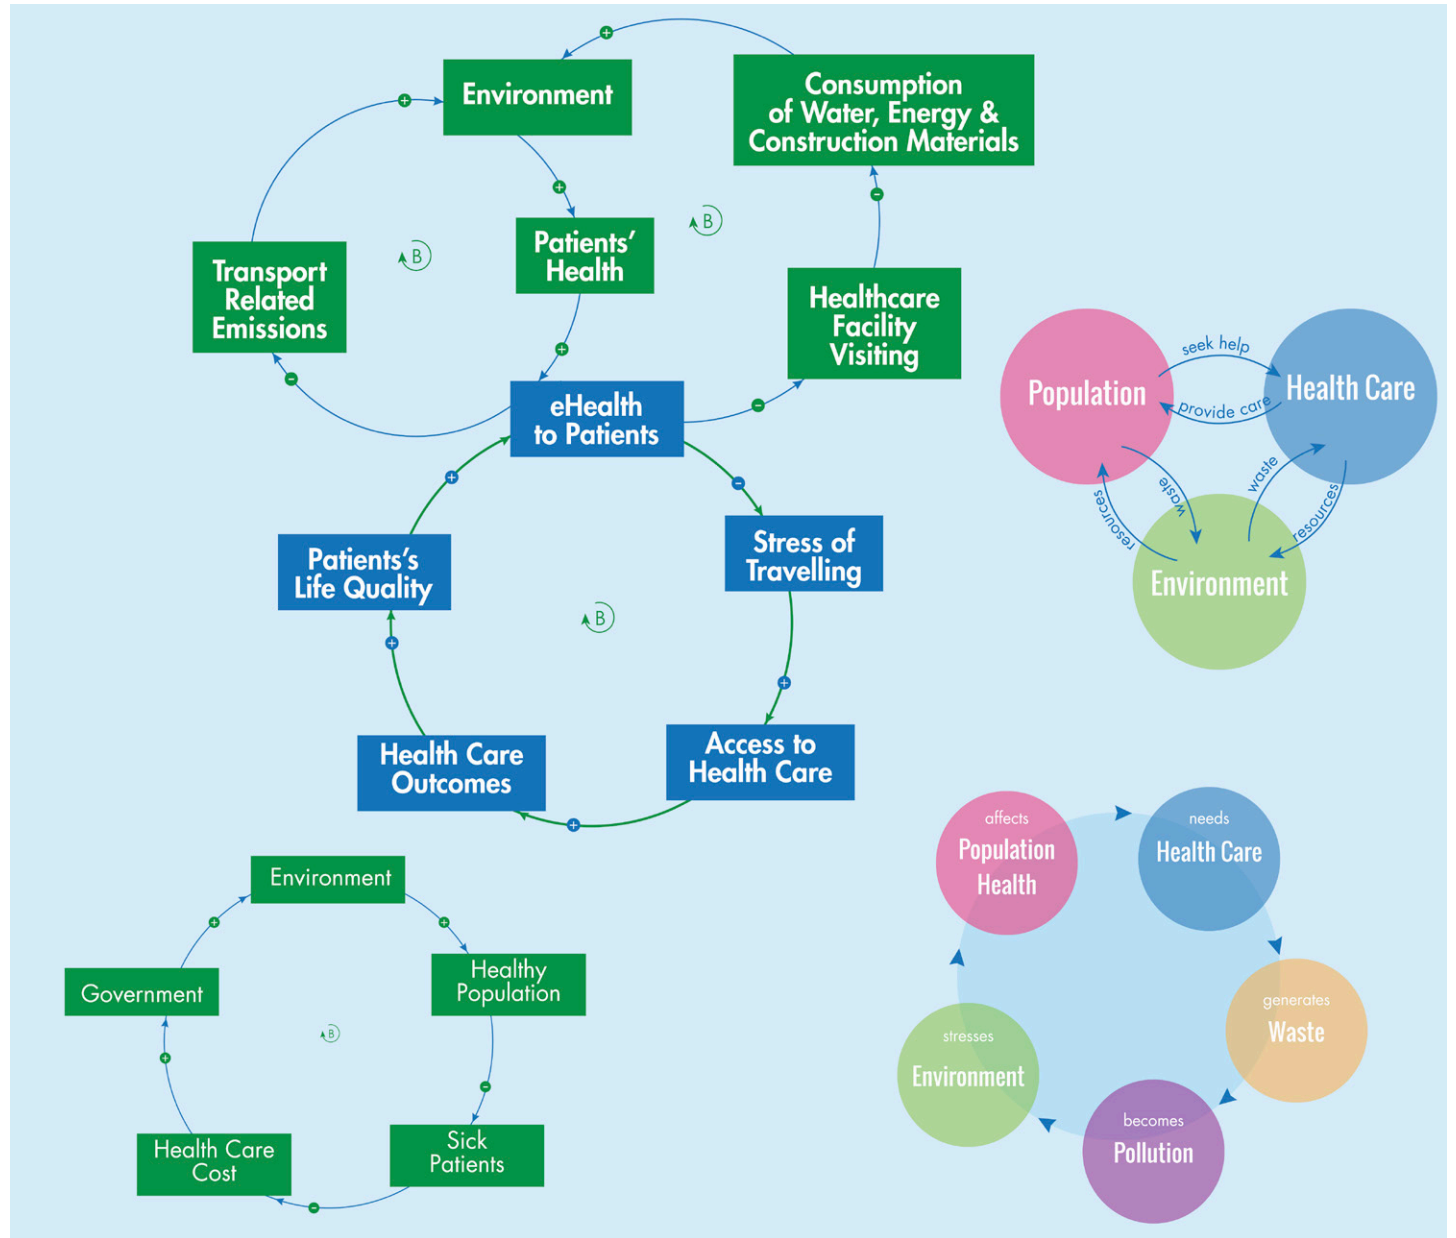 Environment
Consumption
of Water, Energy &
Construction Materials
+
+
+
-
Patients'
Health
B
B
Transport
Related
Emissions
Healthcare
Facility
Visiting
+
-
-
eHealth
to Patients
+
-
Patients's
Life Quality
Stress of
Travelling
B
+
+
Health Care
Outcomes
Access to
Health Care
+
Population
seek help
provide care
Health Care
waste
resources
waste
resources
Environment
Environment
+
+
Government
Healthy
Population
B
+
-
Health Care
Cost
Sick
Patients
-
affects
Population
Health
needs
Health Care
generates
Waste
stresses
Environment
becomes
Pollution